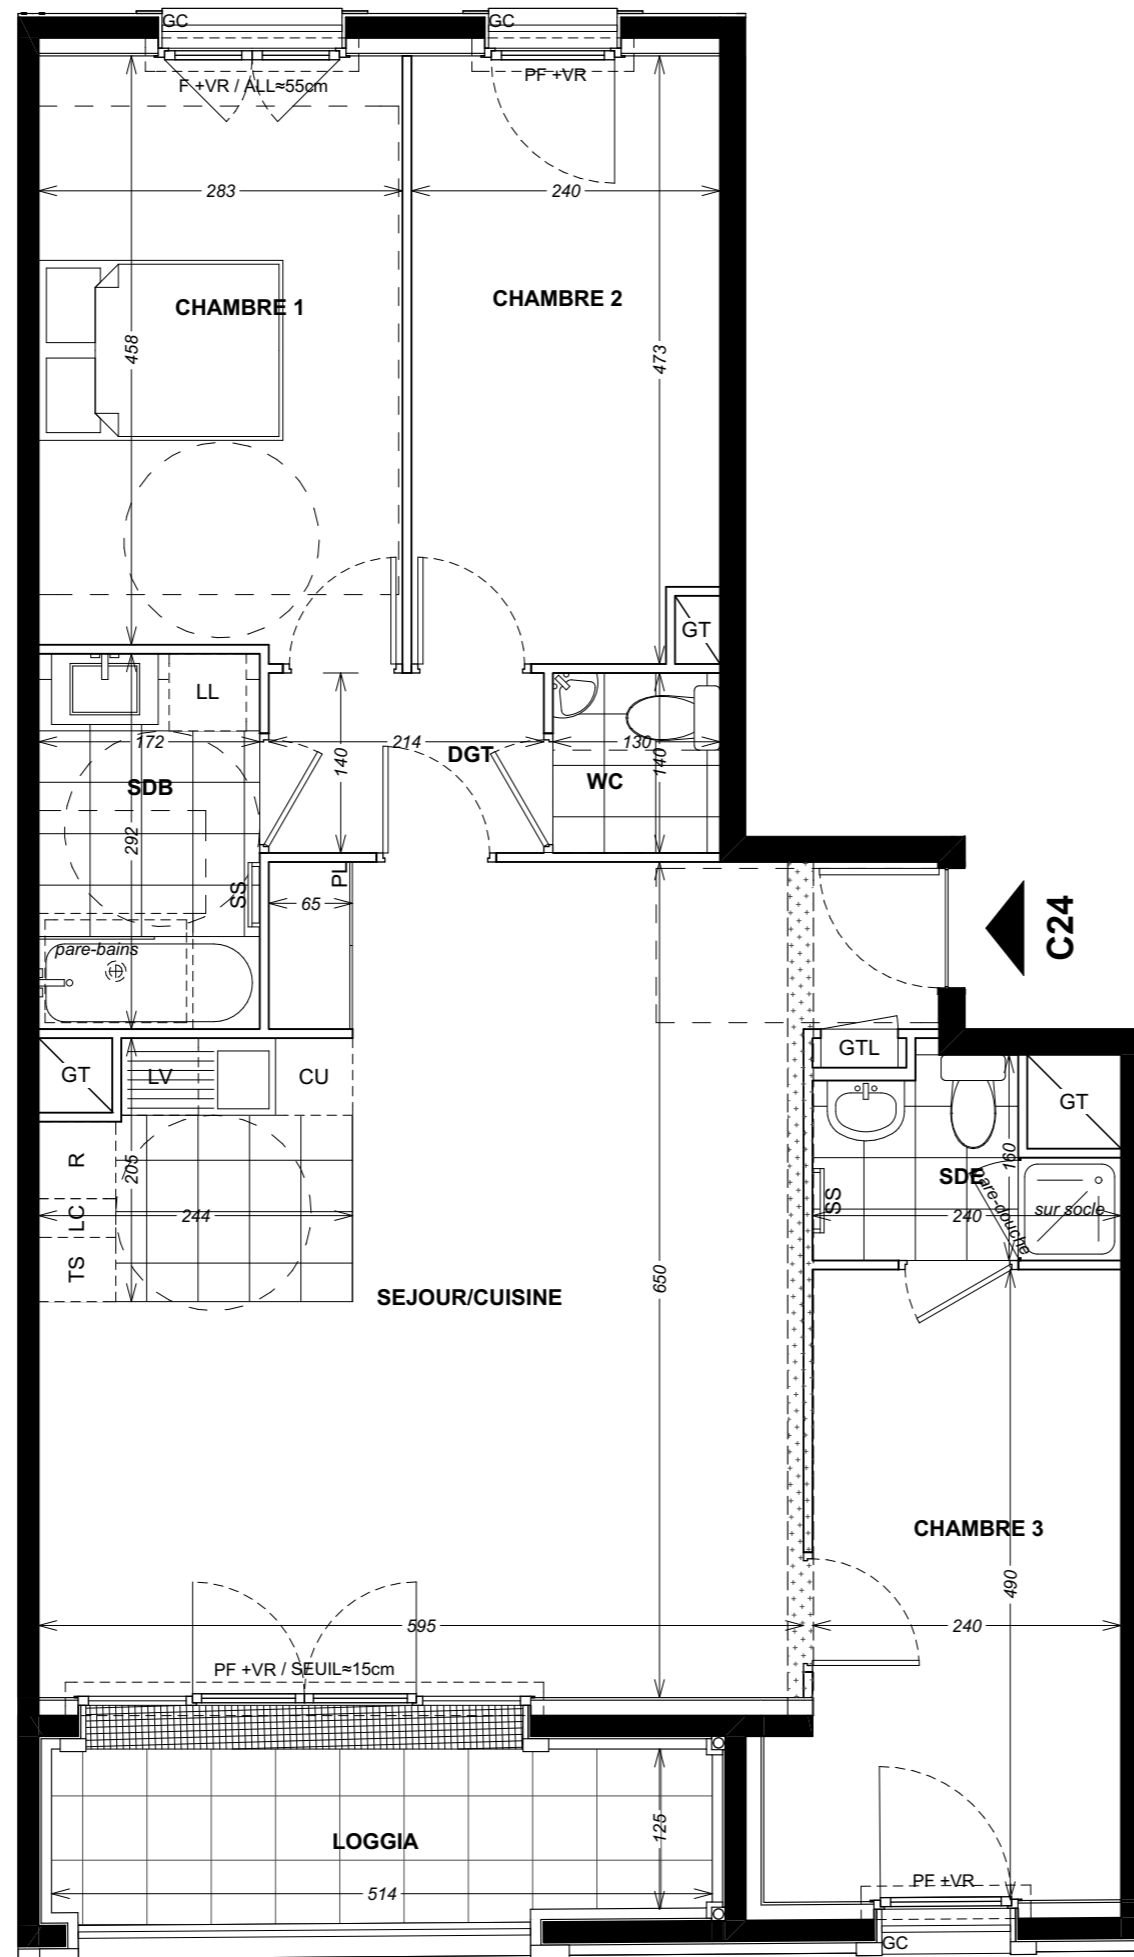 GC
GC
F +VR / ALL≈55cm
PF +VR
283
240
CHAMBRE 1
CHAMBRE 2
458
473
GT
LL
172
214
130
DGT
140
140
SDB
WC
292
PL
SS
65
C24
pare-bains
GTL
GT
LV
CU
GT
R
205
160
SDE
LC
244
SS
240
pare-douche
sur socle
TS
650
SEJOUR/CUISINE
CHAMBRE 3
490
595
240
PF +VR / SEUIL≈15cm
125
LOGGIA
514
PF +VR
GC